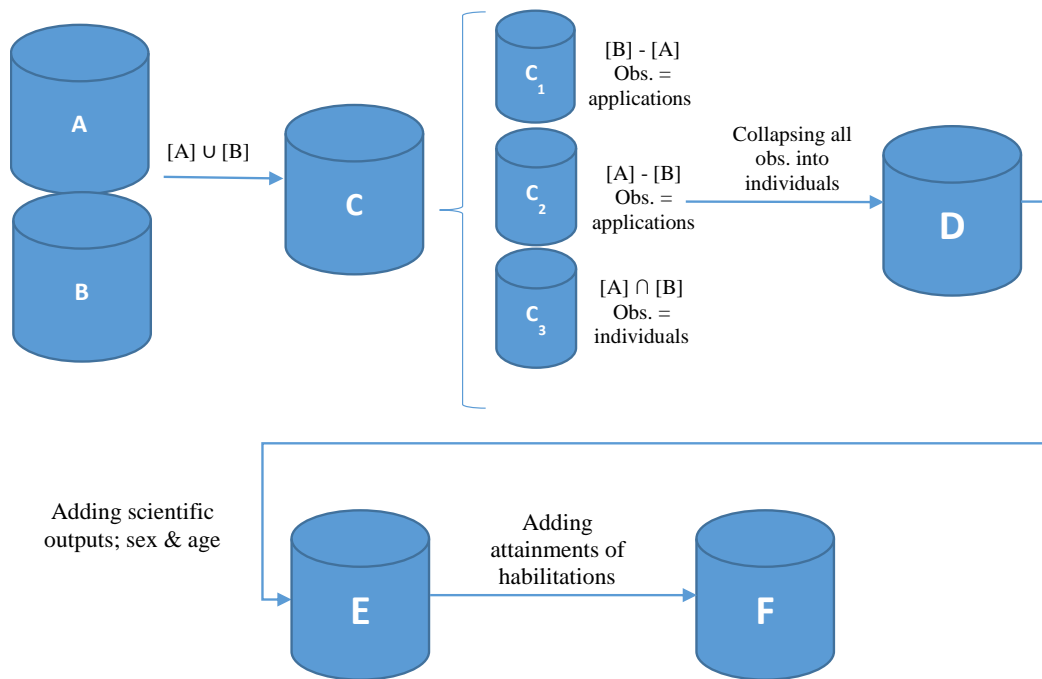 A
B
[A] ∪ [B]
C
C1
[B] - [A]
Obs. =
applications
C2
[A] - [B]
Obs. =
applications
C3
[A] ∩ [B]
Obs. =
individuals
Collapsing all
obs. into
individuals
D
Adding scientific
outputs; sex & age
E
Adding
attainments of
habilitations
F